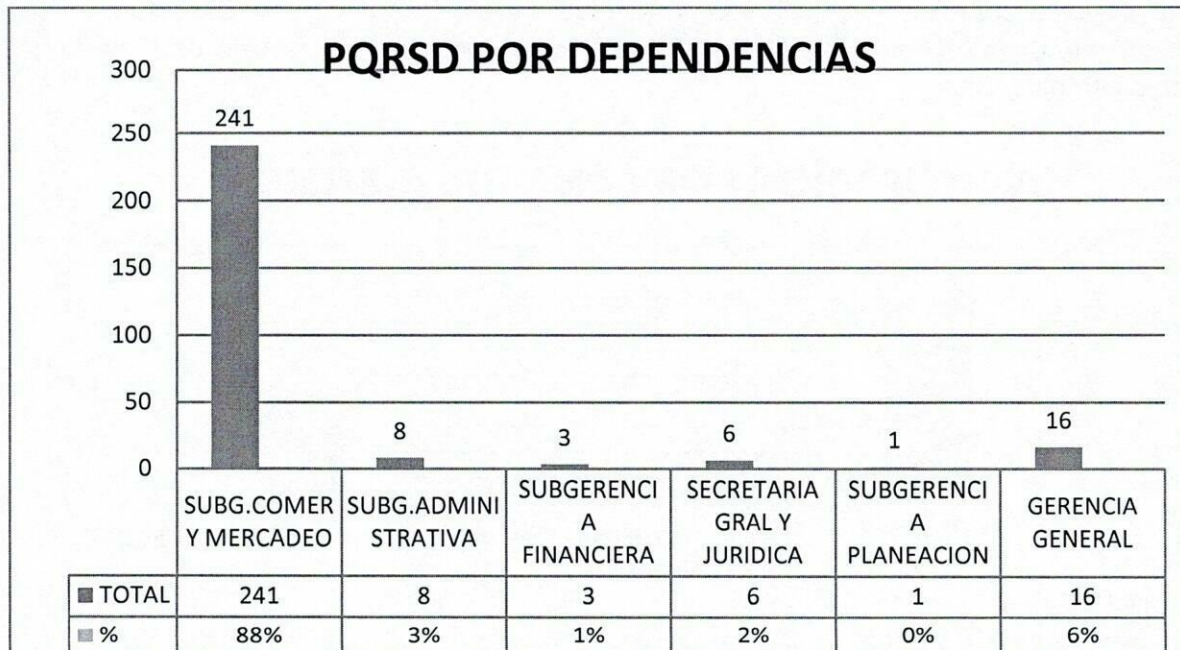 PQRSD POR DEPENDENCIAS
300
250
200
150
100
50
0
241
8
3
6
1
16
SUBG.COMER
Y MERCADEO
SUBG.ADMINI
STRATIVA
SUBGERENCI
A
FINANCIERA
SECRETARIA
GRAL Y
JURIDICA
SUBGERENCI
A
PLANEACION
GERENCIA
GENERAL
TOTAL 241 8 3 6 1 16
% 88% 3% 1% 2% 0% 6%